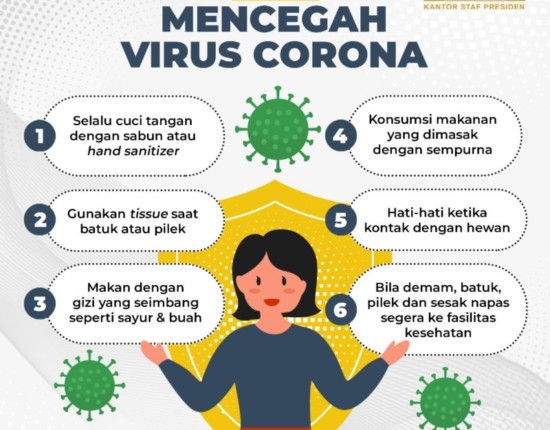 KANTOR STAF PRESIDEN
MENCEGAH
VIRUS CORONA
1
Selalu cuci tangan
dengan sabun atau
hand sanitizer
2
Gunakan tissue saat
batuk atau pilek
3
Makan dengan
gizi yang seimbang
seperti sayur & buah
4
Konsumsi makanan
yang dimasak
dengan sempurna
5
Hati-hati ketika
kontak dengan hewan
6
Bila demam, batuk,
pilek dan sesak napas
segera ke fasilitas
kesehatan